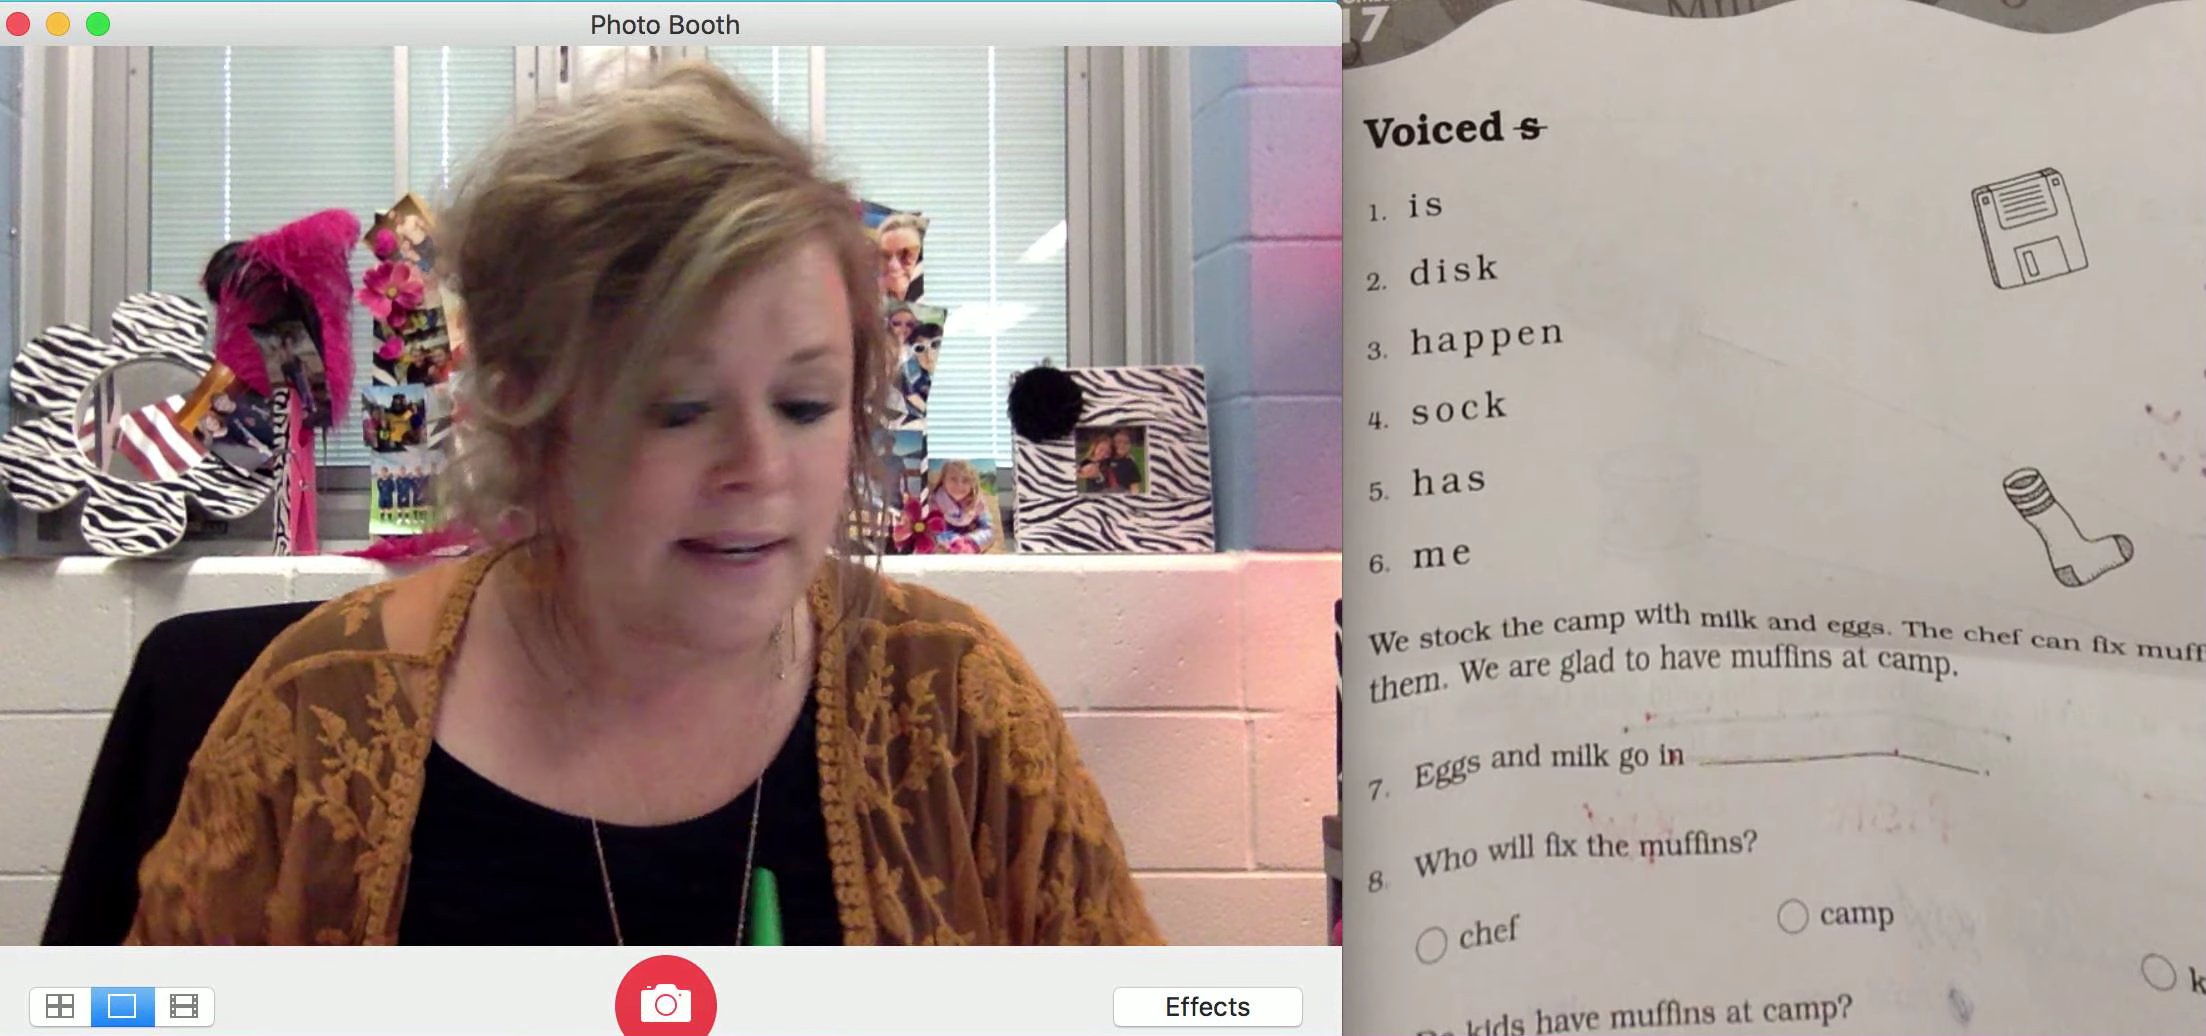 Photo Booth
17
Voiced s
1. is
2. disk
3. happen
4. sock
5. has
6. me
We stock the camp with milk and eggs. The chef can fix muff
them. We are glad to have muffins at camp.
7. Eggs and milk go in
8. Who will fix the muffins?
chef
camp
k
kids have muffins at camp?
Effects